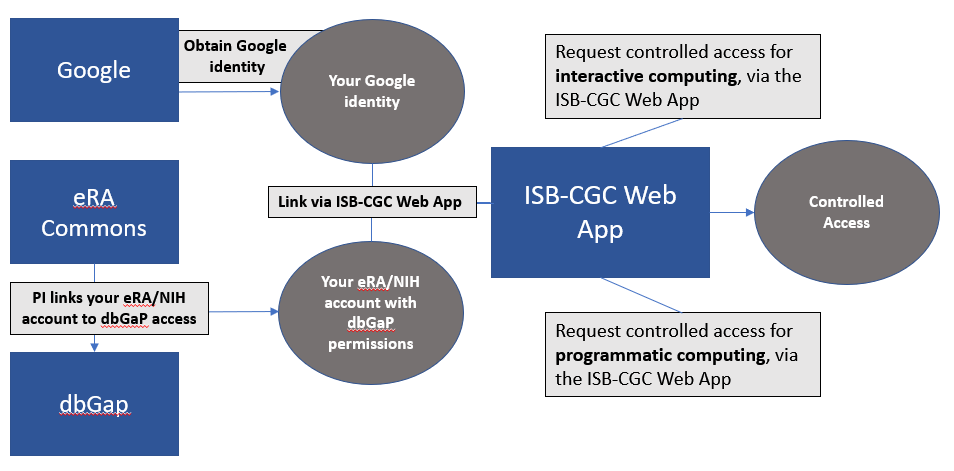 Google
Obtain Google
identity
Your Google
identity
Request controlled access for
interactive computing, via the
ISB-CGC Web App
eRA
Commons
Link via ISB-CGC Web App
ISB-CGC Web
App
Controlled
Access
PI links your eRA/NIH
account to dbGaP access
Your eRA/NIH
account with
dbGaP
permissions
Request controlled access for
programmatic computing, via
the ISB-CGC Web App
dbGap